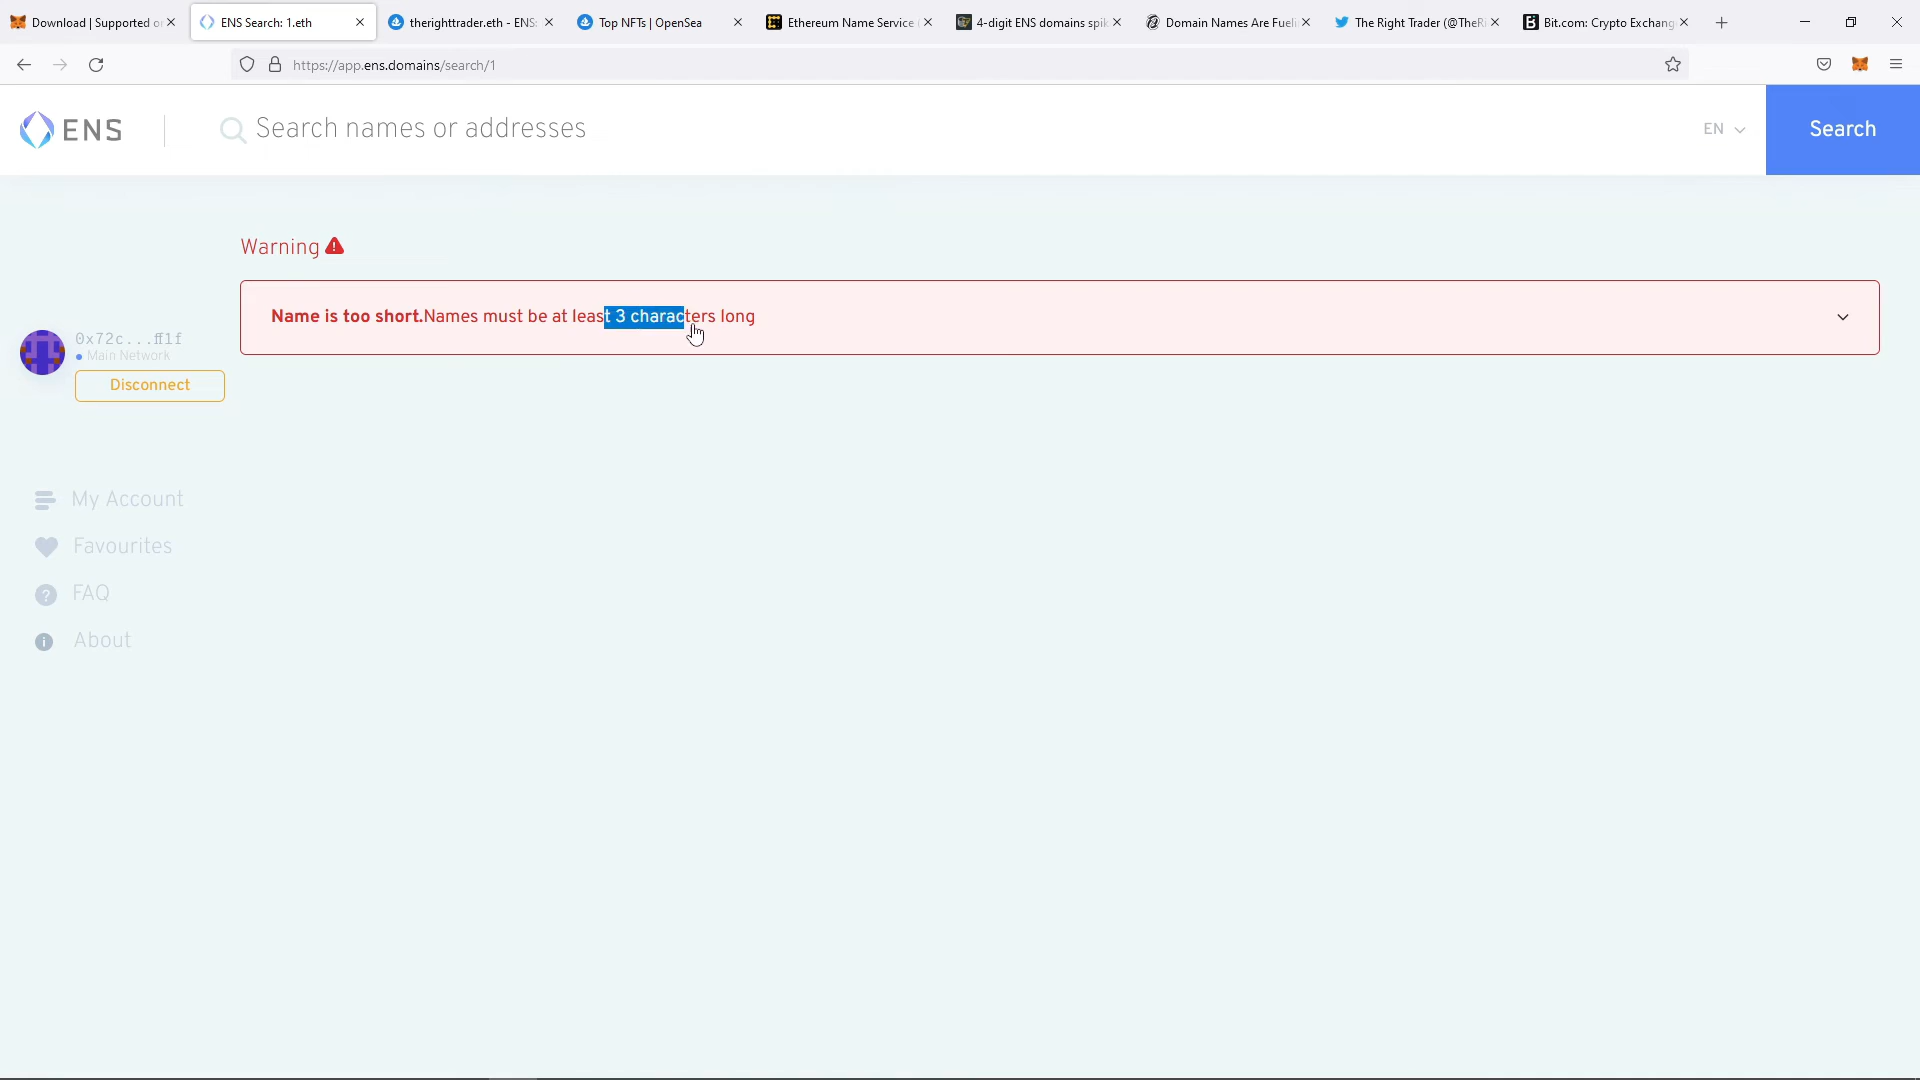 Download | Supported o
ENS Search: 1.eth
therighttrader.eth - ENS:
Top NFTs | OpenSea
Ethereum Name Service
4-digit ENS domains spik
Domain Names Are Fueli
The Right Trader (@TheRi
Bit.com: Crypto Exchang
https://app.ens.domains/search/1
ENS
Search names or addresses
EN
Search
Warning
Name is too short.Names must be at least 3 characters long
0x72c...ff1f
Main Network
Disconnect
My Account
Favourites
FAQ
About